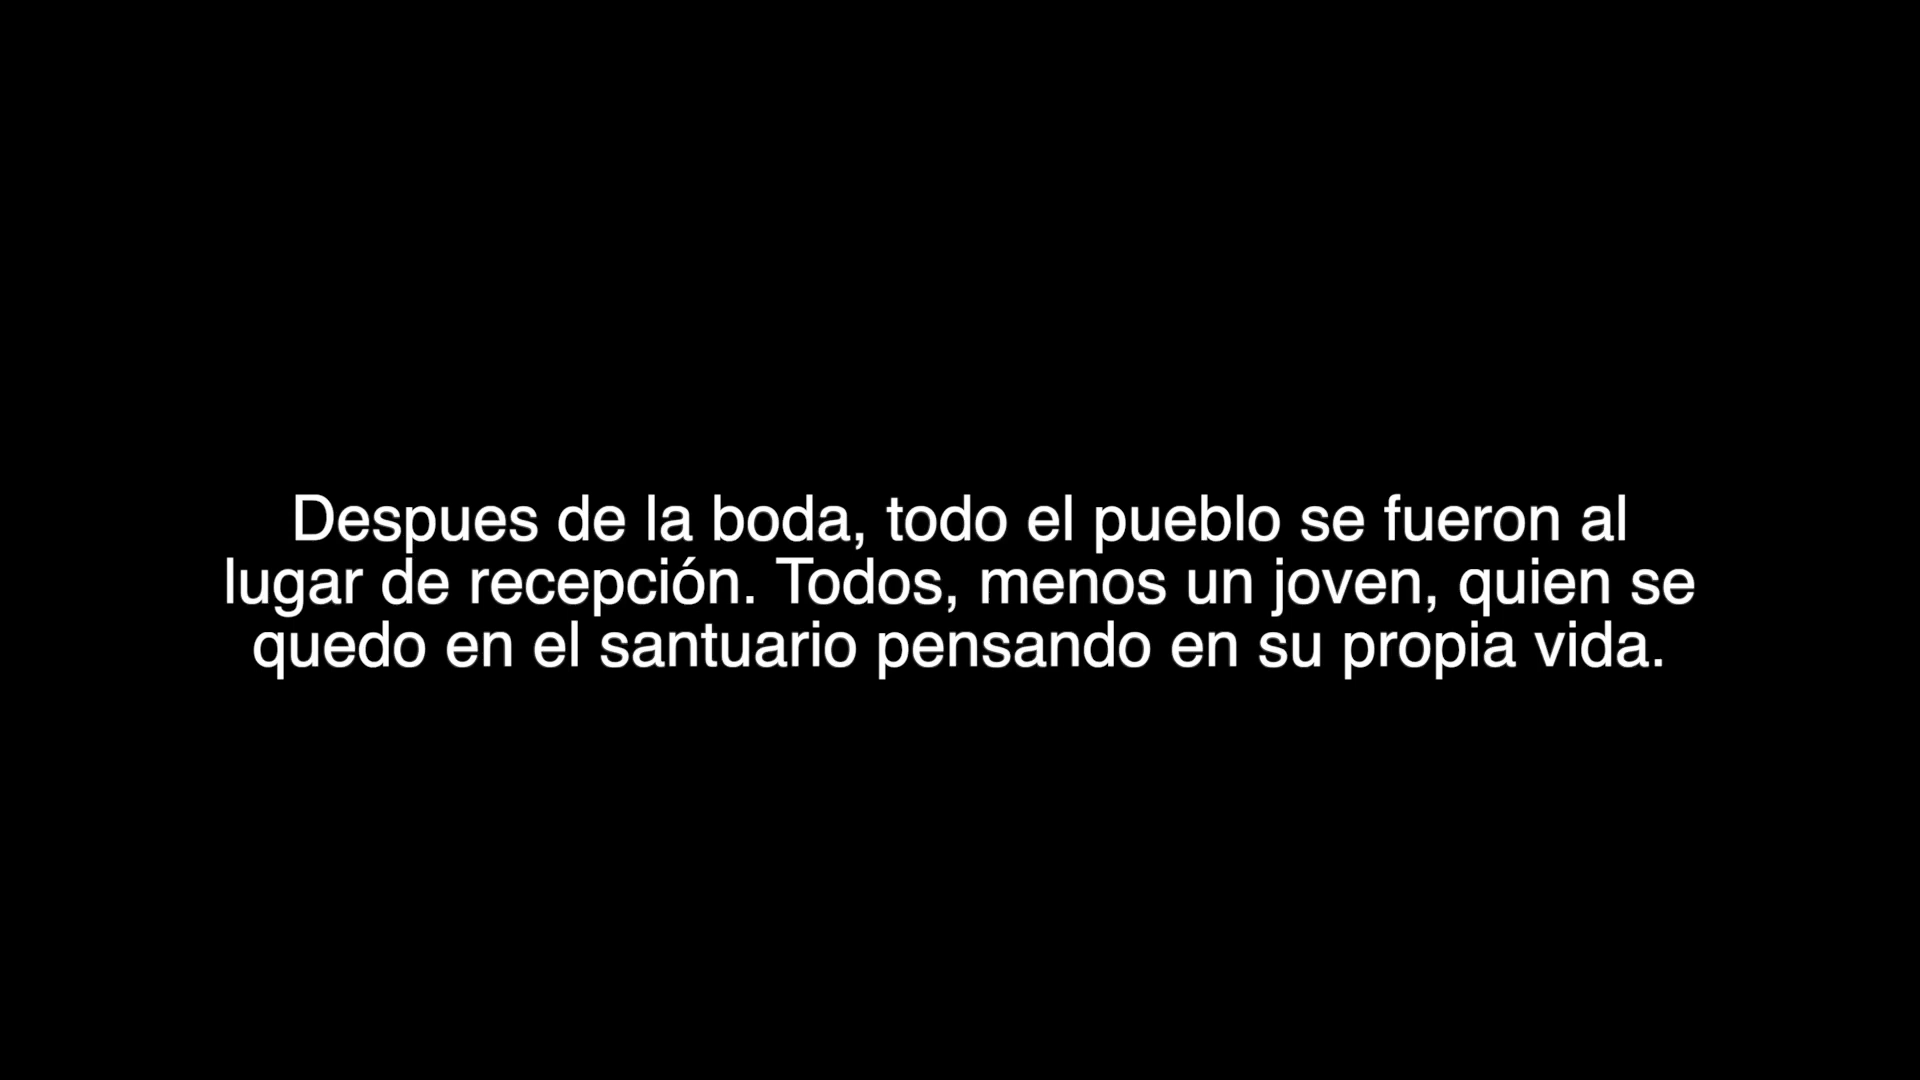 Despues de la boda, todo el pueblo se fueron al
lugar de recepción. Todos, menos un joven, quien se
quedo en el santuario pensando en su propia vida.